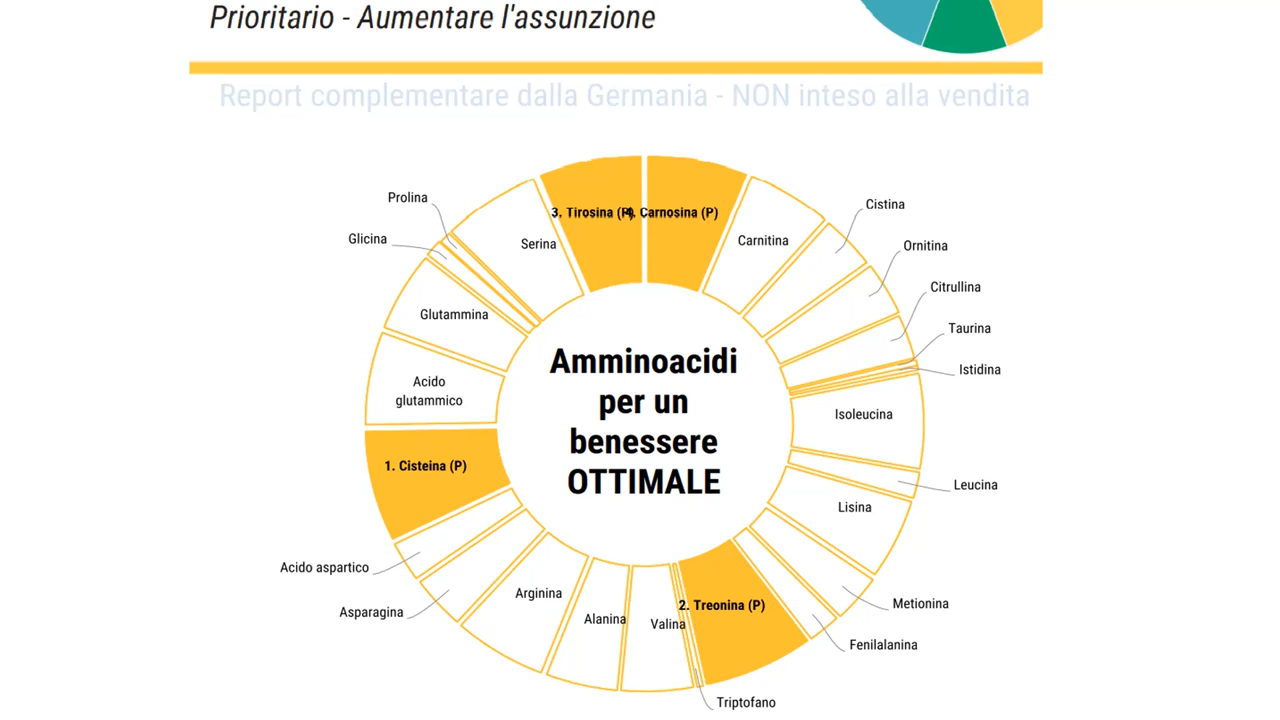 Prioritario - Aumentare l'assunzione
Report complementare dalla Germania - NON inteso alla vendita
Prolina
Glicina
Serina
3. Tirosina (P)
4. Carnosina (P)
Carnitina
Cistina
Ornitina
Citrullina
Taurina
Istidina
Isoleucina
Leucina
Lisina
Metionina
Fenilalanina
2. Treonina (P)
Triptofano
Valina
Alanina
Arginina
Asparagina
Acido aspartico
1. Cisteina (P)
Acido
glutammico
Glutammina
Amminoacidi
per un
benessere
OTTIMALE